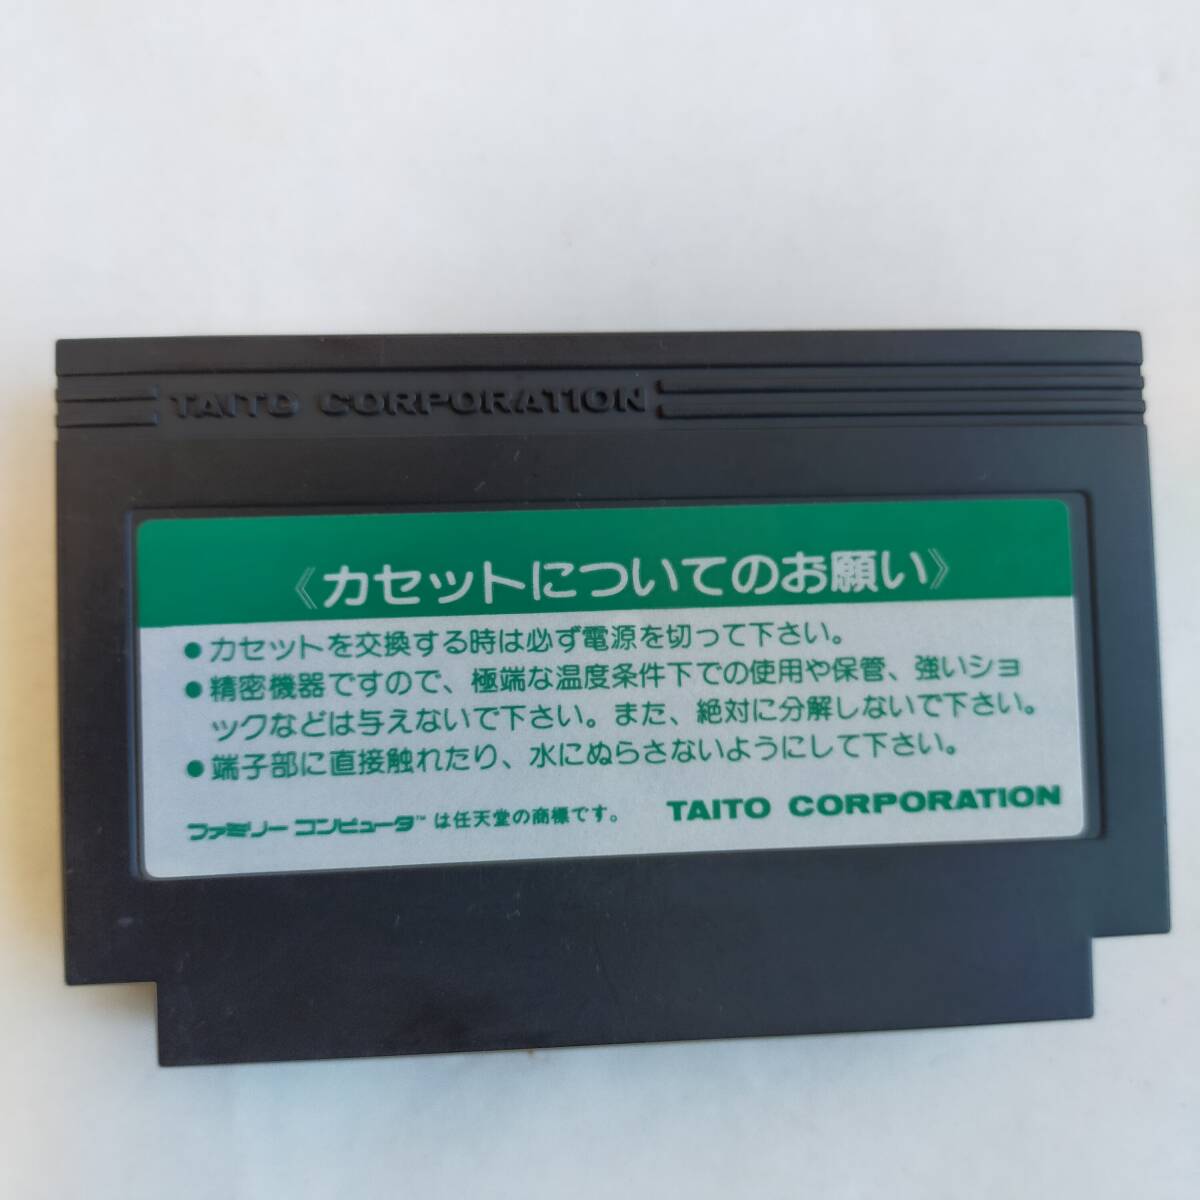 TAITO CORPORATION
《カセットについてのお願い》
●カセットを交換する時は必ず電源を切って下さい。
●精密機器ですので、極端な温度条件下での使用や保管、強いショ
ックなどは与えないで下さい。また、絶対に分解しないで下さい。
●端子部に直接触れたり、水にぬらさないようにして下さい。
ファミリーコンピュータ™は任天堂の商標です。 TAITO CORPORATION